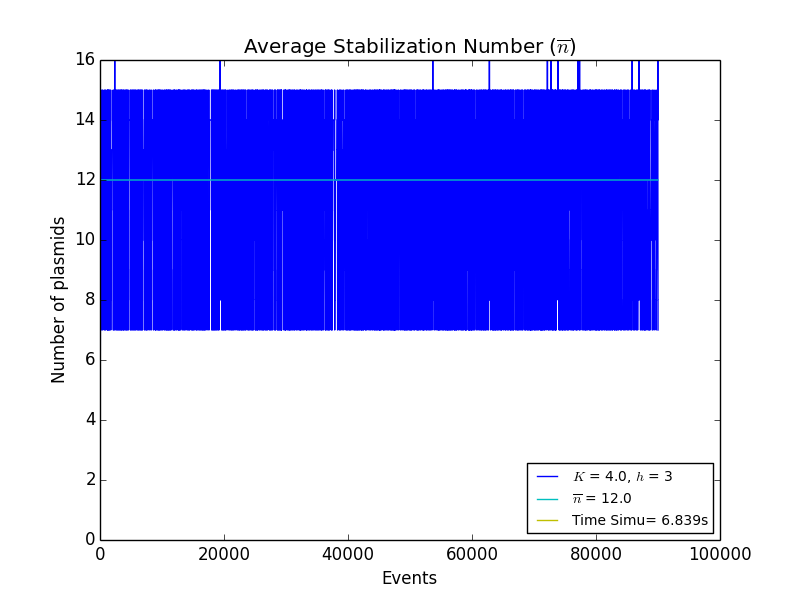 Average Stabilization Number (n̅)
16
14
12
10
8
6
4
2
0
Number of plasmids
K = 4.0, h = 3
n̅ = 12.0
Time Simu= 6.839s
0 20000 40000 60000 80000 100000
Events